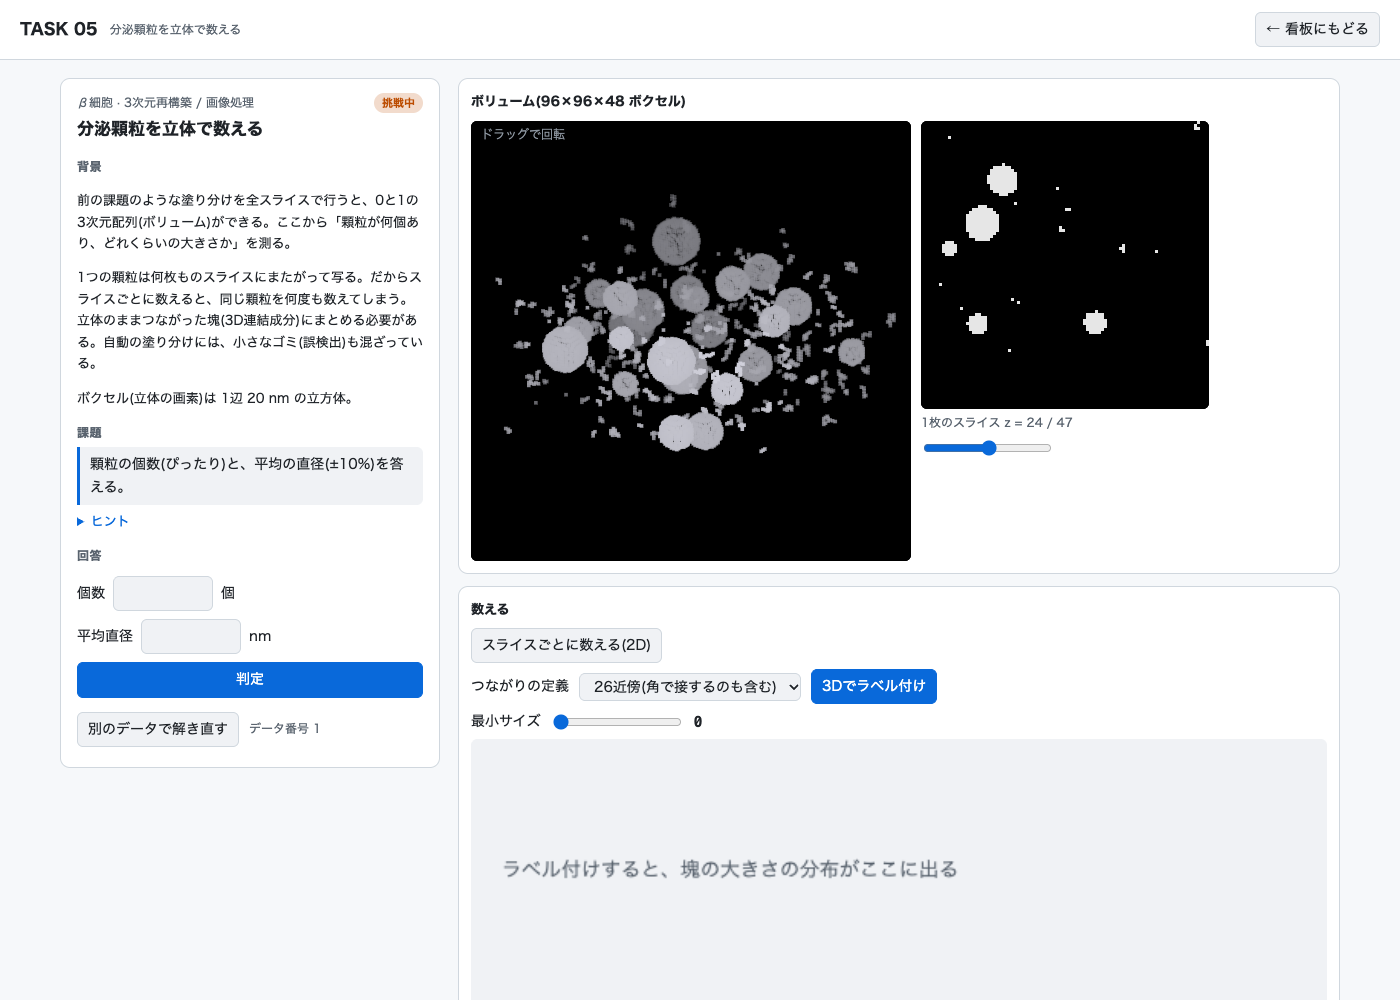 TASK 05
分泌顆粒を立体で数える
← 看板にもどる
β細胞 · 3次元再構築 / 画像処理
挑戦中
分泌顆粒を立体で数える
背景
前の課題のような塗り分けを全スライスで行うと、0と1の
3次元配列(ボリューム)ができる。ここから「顆粒が何個あ
り、どれくらいの大きさか」を測る。
1つの顆粒は何枚ものスライスにまたがって写る。だからス
ライスごとに数えると、同じ顆粒を何度も数えてしまう。
立体のままつながった塊(3D連結成分)にまとめる必要があ
る。自動の塗り分けには、小さなゴミ(誤検出)も混ざってい
る。
ボクセル(立体の画素)は 1辺 20 nm の立方体。
課題
顆粒の個数(ぴったり)と、平均の直径(±10%)を答
える。
▶ ヒント
回答
個数 個
平均直径 nm
判定
別のデータで解き直す データ番号 1
ボリューム(96×96×48 ボクセル)
ドラッグで回転
1枚のスライス z = 24 / 47
数える
スライスごとに数える(2D)
つながりの定義 26近傍(角で接するのも含む) 3Dでラベル付け
最小サイズ 0
ラベル付けすると、塊の大きさの分布がここに出る